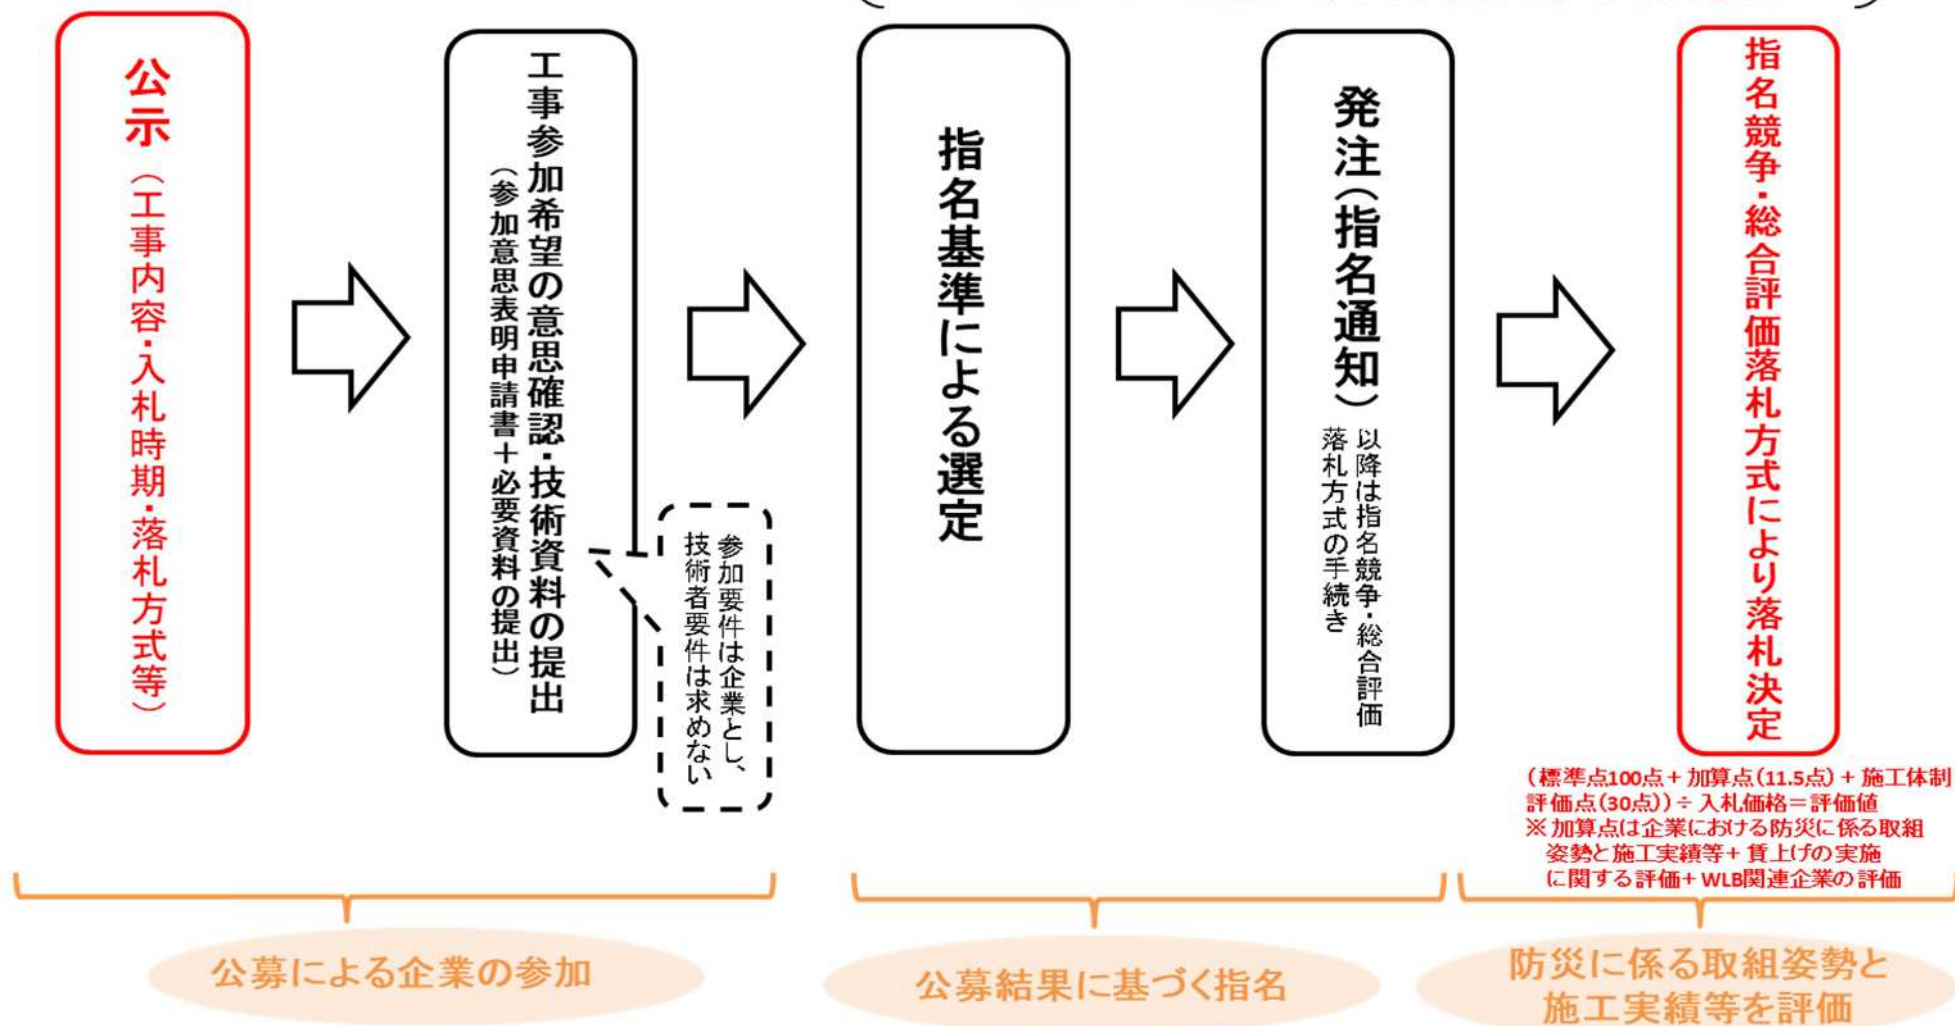 公示（工事内容・入札時期・落札方式等）
工事参加希望の意思確認・技術資料の提出
（参加意思表明申請書＋必要資料の提出）
参加要件は企業とし、
技術者要件は求めない
指名基準による選定
発注（指名通知）
以降は指名競争・総合評価
落札方式の手続き
指名競争・総合評価落札方式により落札決定
（標準点100点＋加算点(11.5点)＋施工体制
評価点(30点)）÷入札価格＝評価値
※加算点は企業における防災に係る取組
姿勢と施工実績等＋賃上げの実施
に関する評価＋WLB関連企業の評価
公募による企業の参加
公募結果に基づく指名
防災に係る取組姿勢と
施工実績等を評価